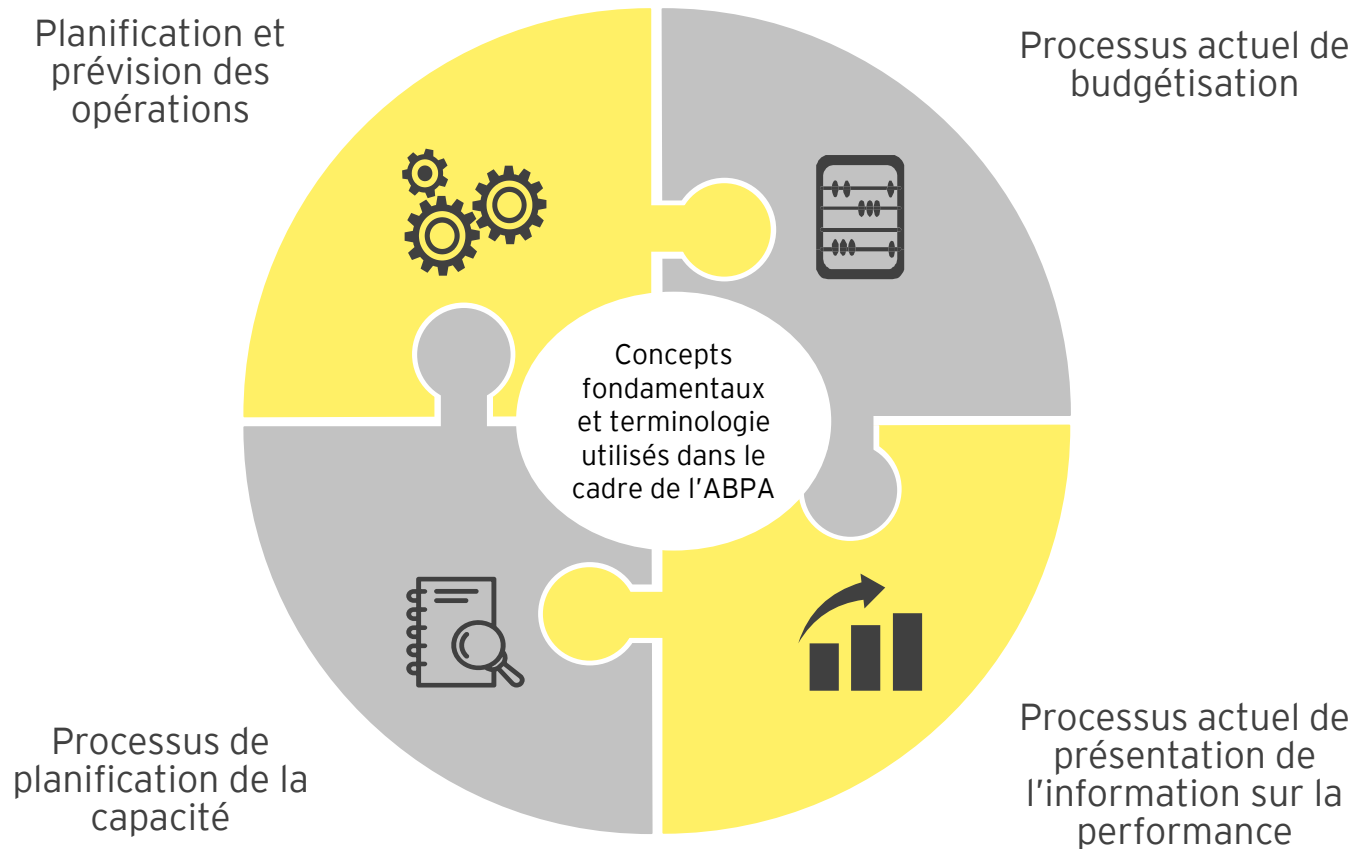 Planification et
prévision des
opérations
Processus actuel de
budgétisation
Concepts
fondamentaux
et terminologie
utilisés dans le
cadre de l'ABPA
Processus de
planification de la
capacité
Processus actuel de
présentation de
l'information sur la
performance